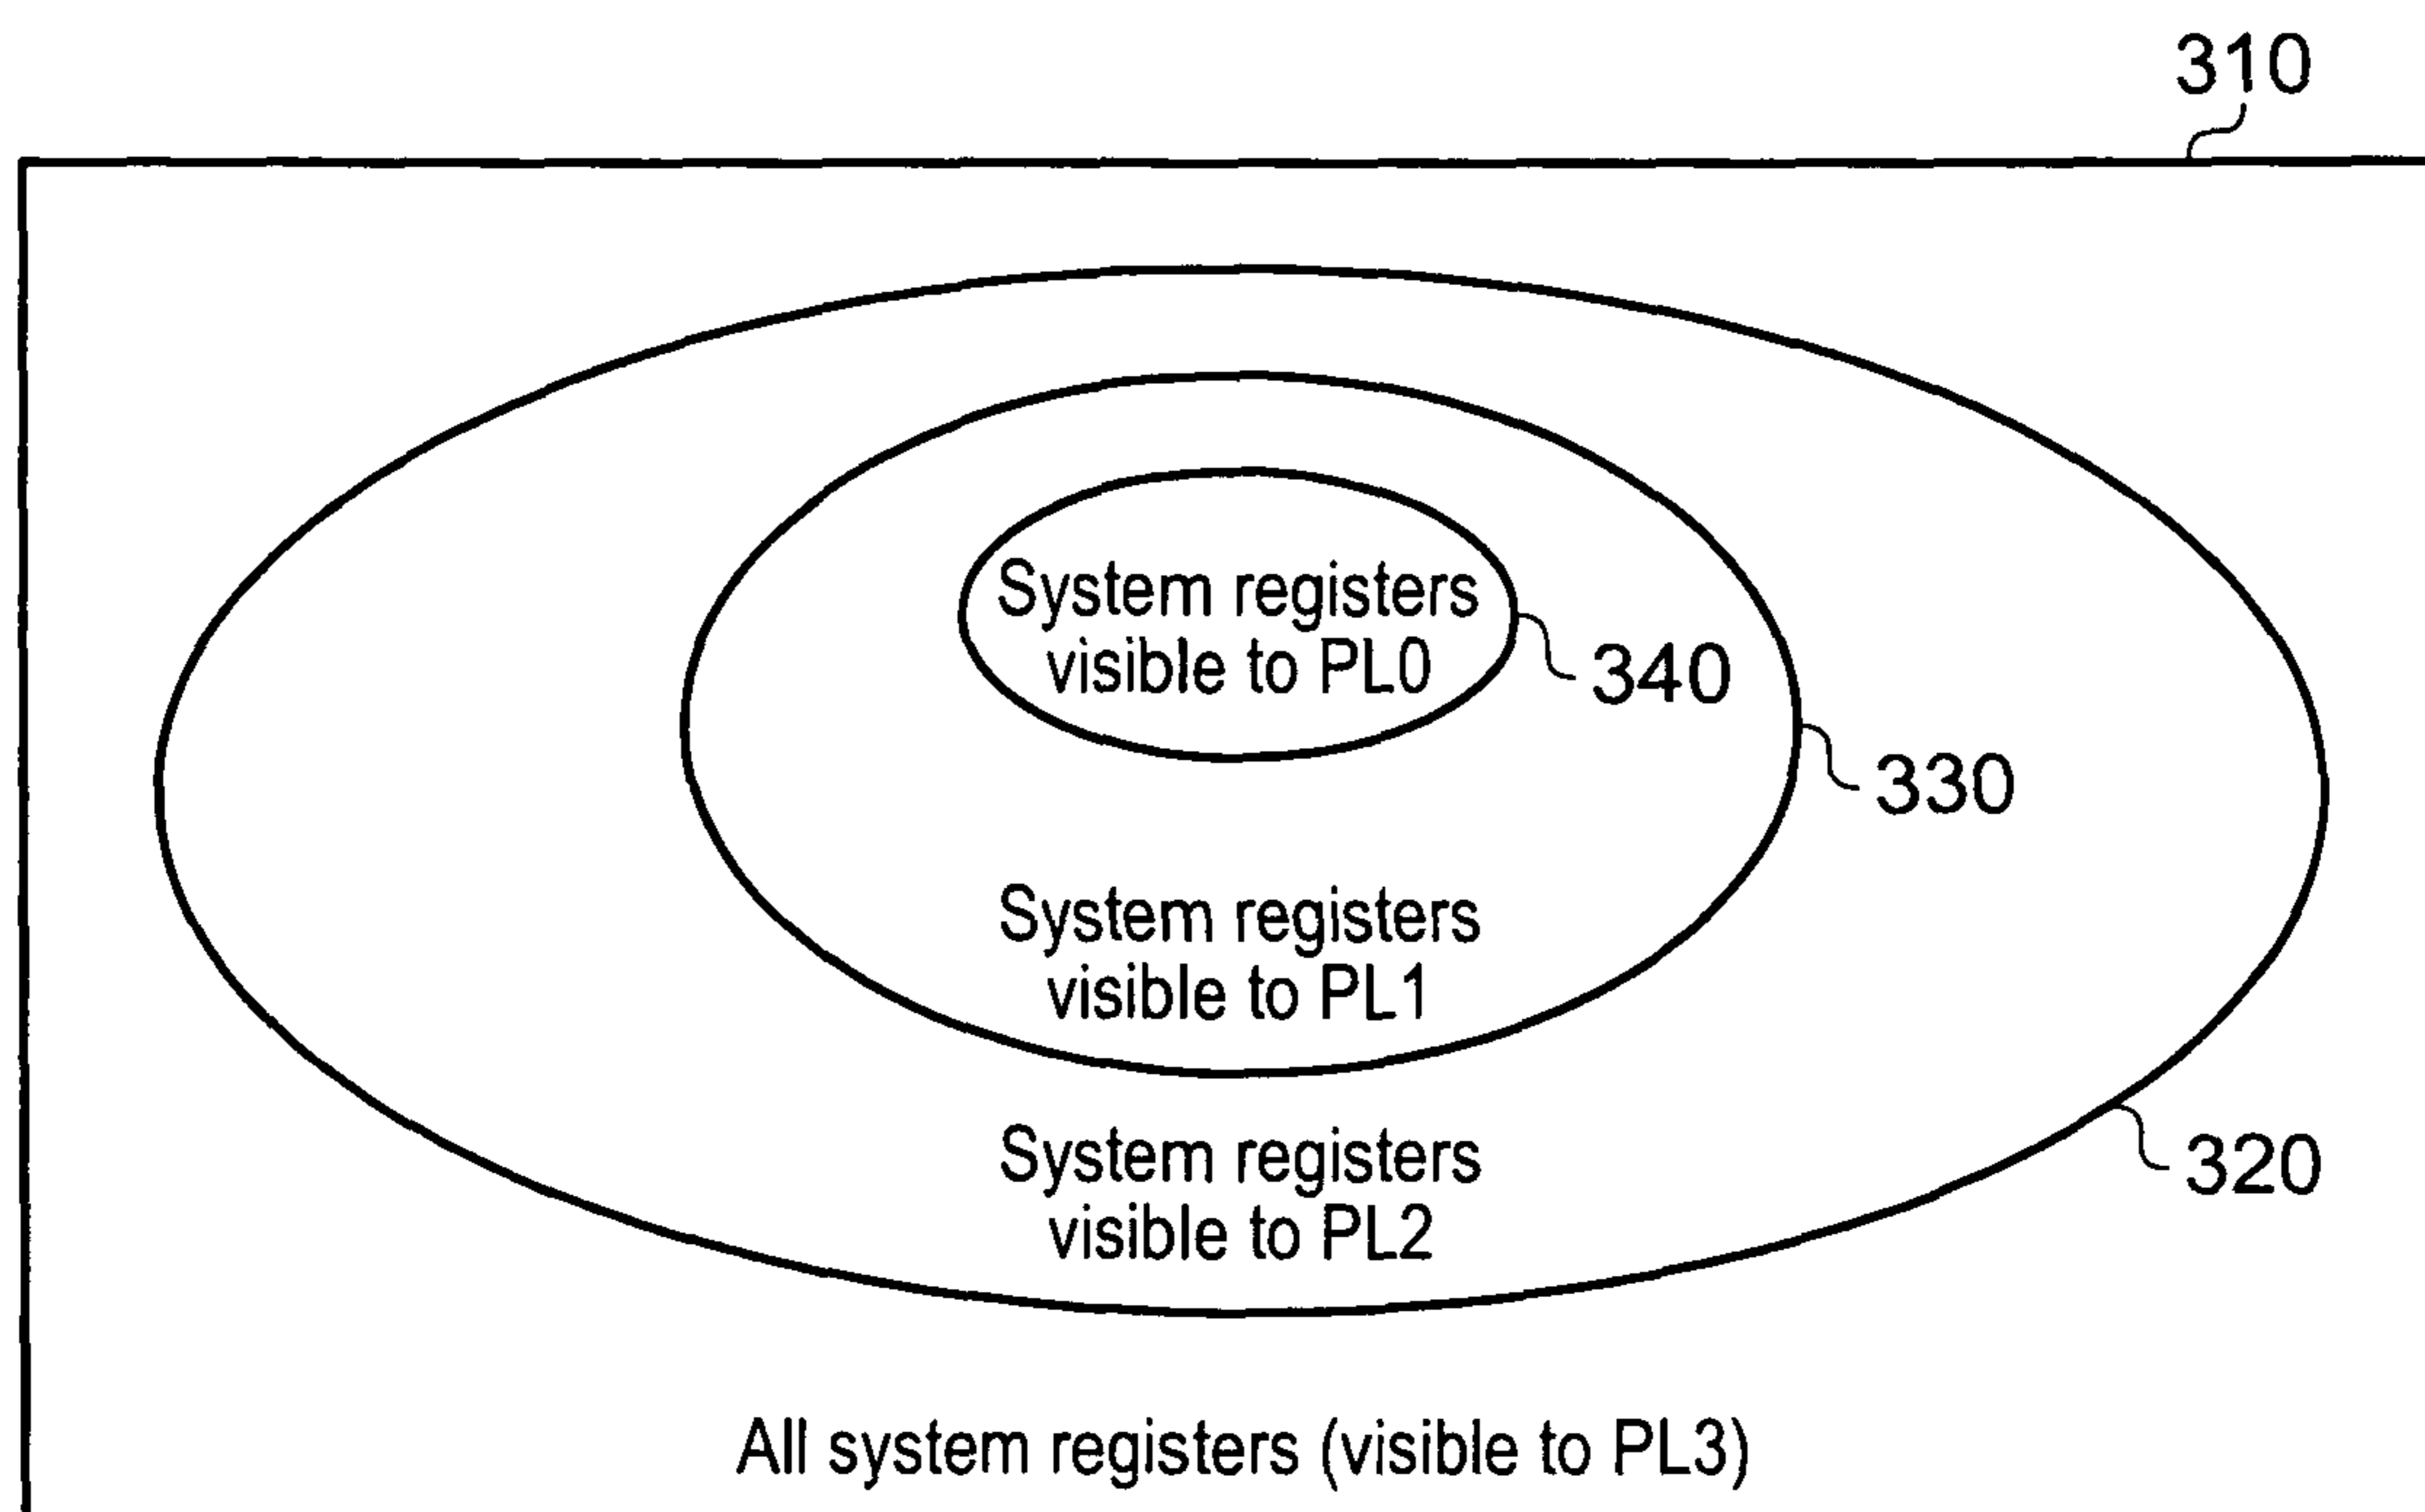 310
System registers
visible to PL0
340
330
System registers
visible to PL1
System registers
visible to PL2
320
All system registers (visible to PL3)